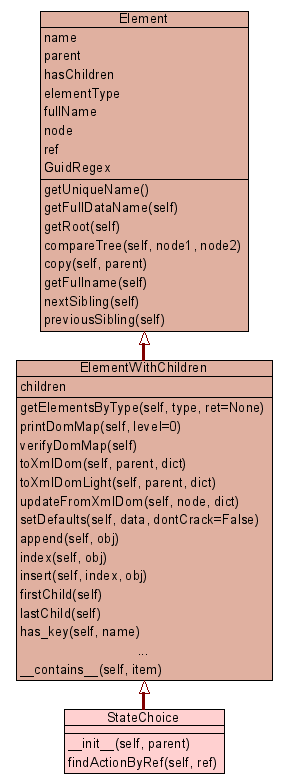 Element
name
parent
hasChildren
elementType
fullName
node
ref
GuidRegex
getUniqueName()
getFullDataName(self)
getRoot(self)
compareTree(self, node1, node2)
copy(self, parent)
getFullname(self)
nextSibling(self)
previousSibling(self)
ElementWithChildren
children
getElementsByType(self, type, ret=None)
printDomMap(self, level=0)
verifyDomMap(self)
toXmlDom(self, parent, dict)
toXmlDomLight(self, parent, dict)
updateFromXmlDom(self, node, dict)
setDefaults(self, data, dontCrack=False)
append(self, obj)
index(self, obj)
insert(self, index, obj)
firstChild(self)
lastChild(self)
has_key(self, name)
...
__contains__(self, item)
StateChoice
__init__(self, parent)
findActionByRef(self, ref)